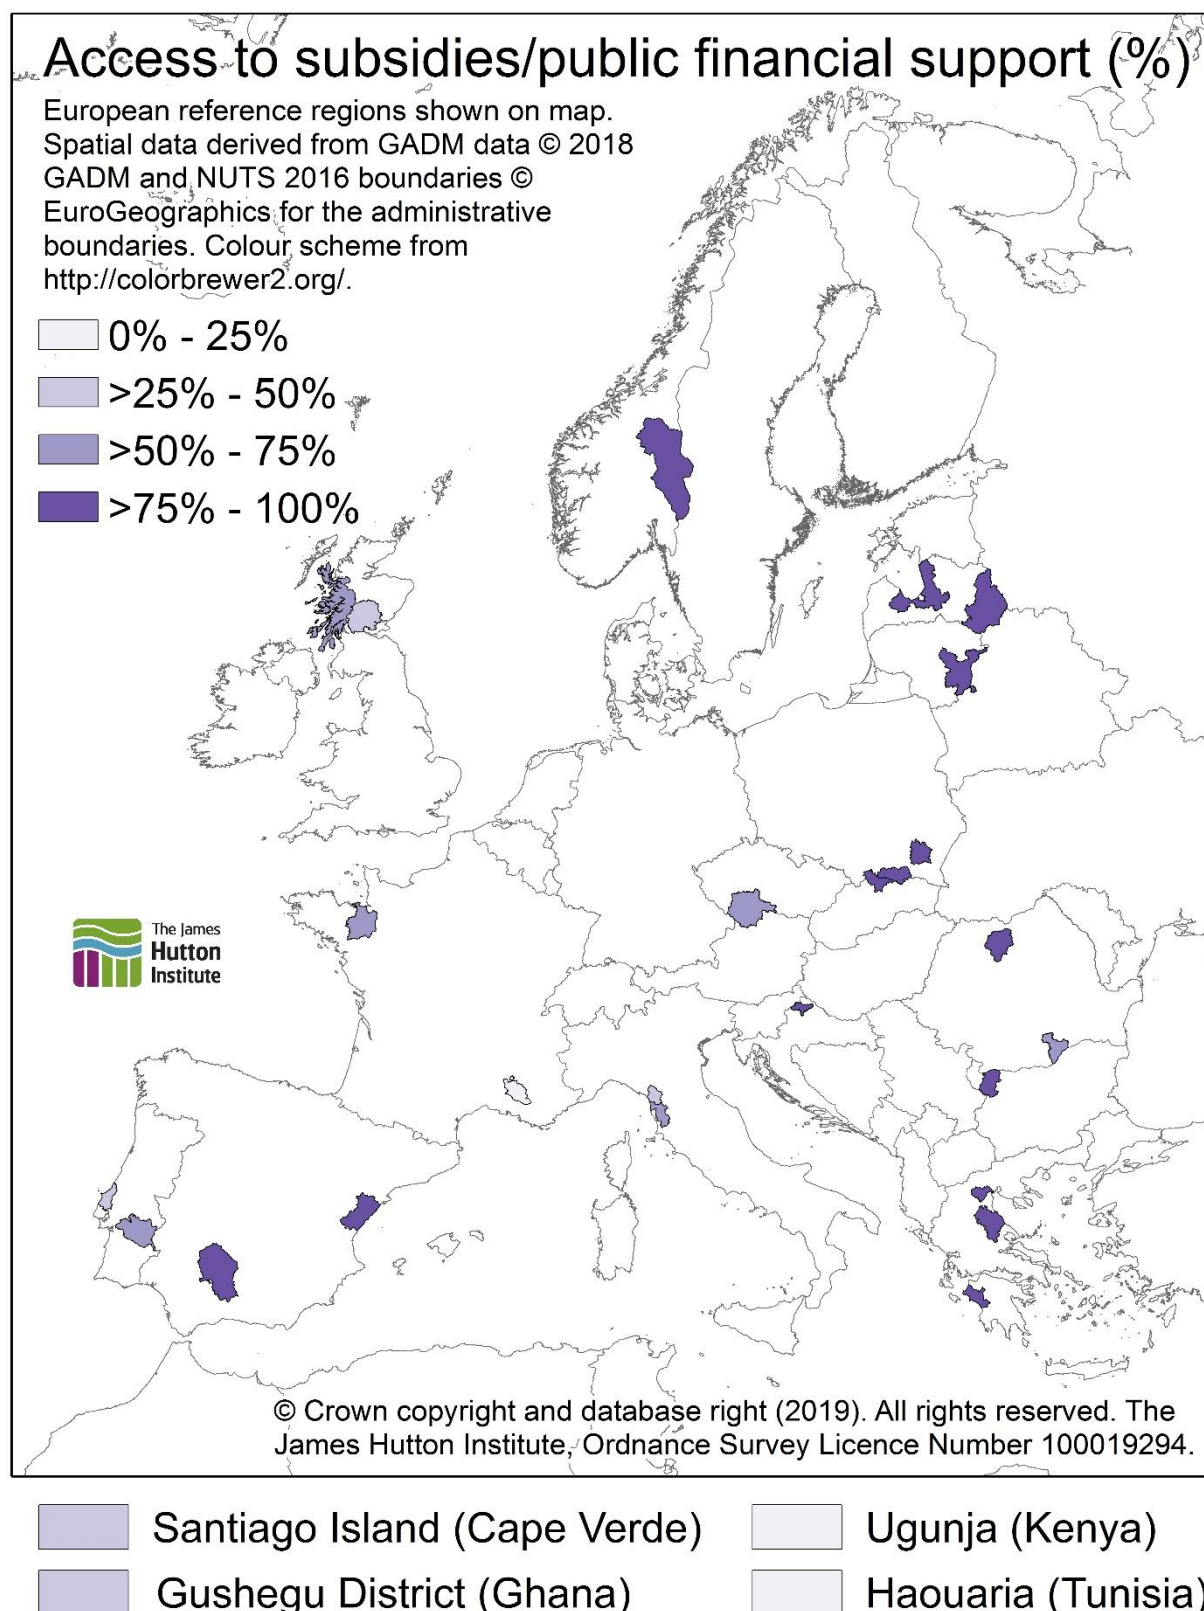 Access to subsidies/public financial support (%)
European reference regions shown on map.
Spatial data derived from GADM data © 2018
GADM and NUTS 2016 boundaries ©
EuroGeographics for the administrative
boundaries. Colour scheme from
http://colorbrewer2.org/.
0% - 25%
>25% - 50%
>50% - 75%
>75% - 100%
The James
Hutton
Institute
© Crown copyright and database right (2019). All rights reserved. The
James Hutton Institute, Ordnance Survey Licence Number 100019294.
Santiago Island (Cape Verde)
Ugunja (Kenya)
Gushegu District (Ghana)
Haouaria (Tunisia)